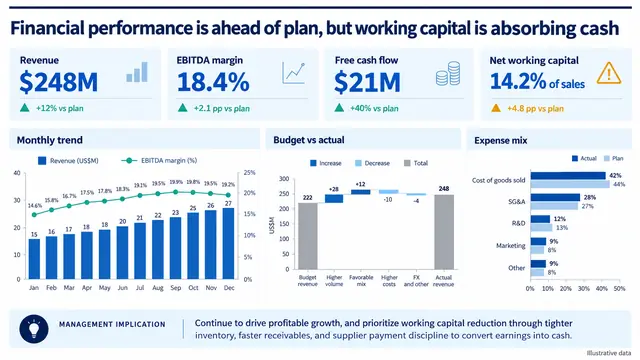 Financial performance is ahead of plan, but working capital is absorbing cash
Revenue
$248M
+12% vs plan
EBITDA margin
18.4%
+2.1 pp vs plan
Free cash flow
$21M
+40% vs plan
Net working capital
14.2% of sales
+4.8 pp vs plan
Monthly trend
Revenue (US$M)
EBITDA margin (%)
40
30
20
10
0
25%
20%
15%
10%
5%
0%
14.6% 15.8% 16.7% 17.5% 17.8% 18.3% 19.1% 19.5% 19.9% 19.8% 19.5% 19.2%
15 16 17 18 18 20 21 22 23 25 26 27
Jan Feb Mar Apr May Jun Jul Aug Sep Oct Nov Dec
Budget vs actual
Increase Decrease Total
US$M
300
250
200
150
100
50
0
222 +28 +12 -10 -4 248
Budget revenue
Higher volume
Favorable mix
Higher costs
FX and other
Actual revenue
Expense mix
Actual Plan
Cost of goods sold
42%
44%
SG&A
28%
27%
R&D
12%
13%
Marketing
9%
8%
Other
9%
8%
0% 10% 20% 30% 40% 50%
MANAGEMENT IMPLICATION
Continue to drive profitable growth, and prioritize working capital reduction through tighter
inventory, faster receivables, and supplier payment discipline to convert earnings into cash.
Illustrative data